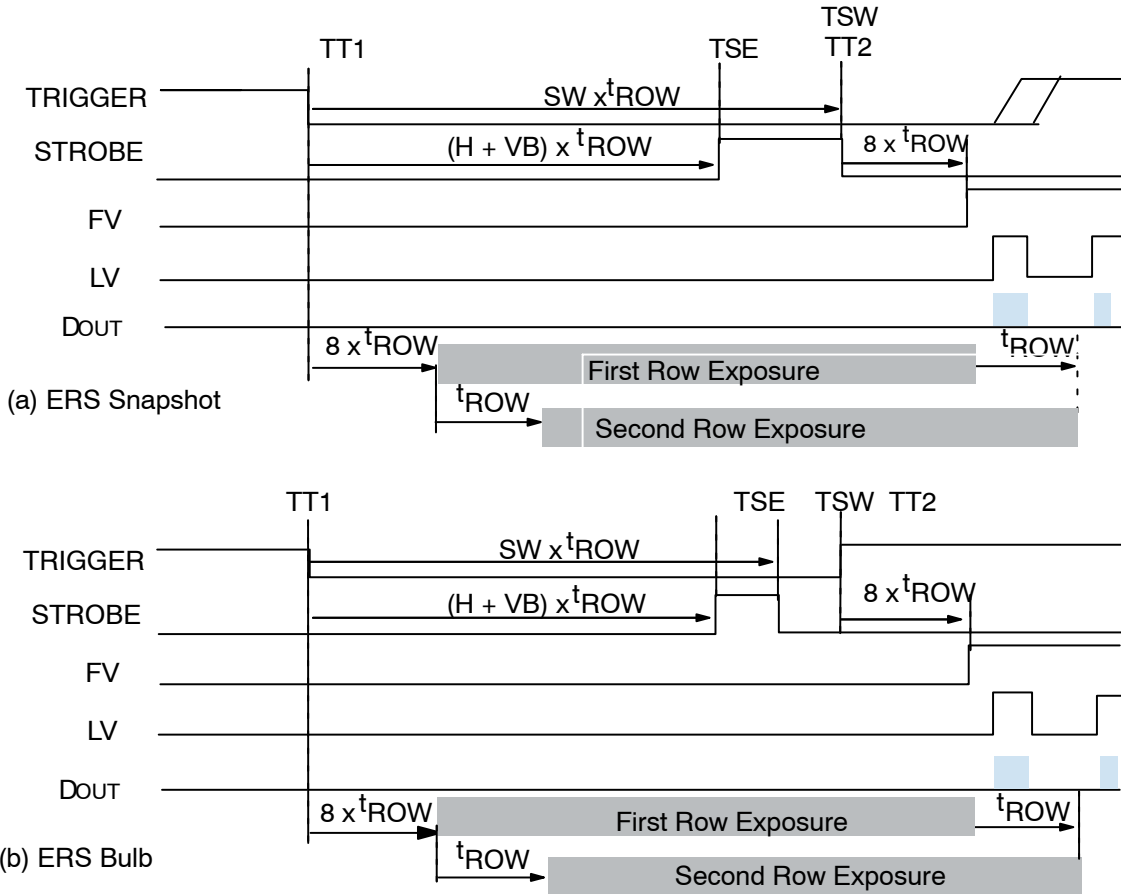 TSW
TT1 TSE TT2
TRIGGER SW x tROW
STROBE (H + VB) x tROW 8 x tROW
FV
LV
DOUT
8 x tROW First Row Exposure tROW
(a) ERS Snapshot tROW Second Row Exposure
TT1 TSE TSW TT2
TRIGGER SW x tROW
STROBE (H + VB) x tROW 8 x tROW
FV
LV
DOUT
8 x tROW First Row Exposure tROW
(b) ERS Bulb tROW Second Row Exposure